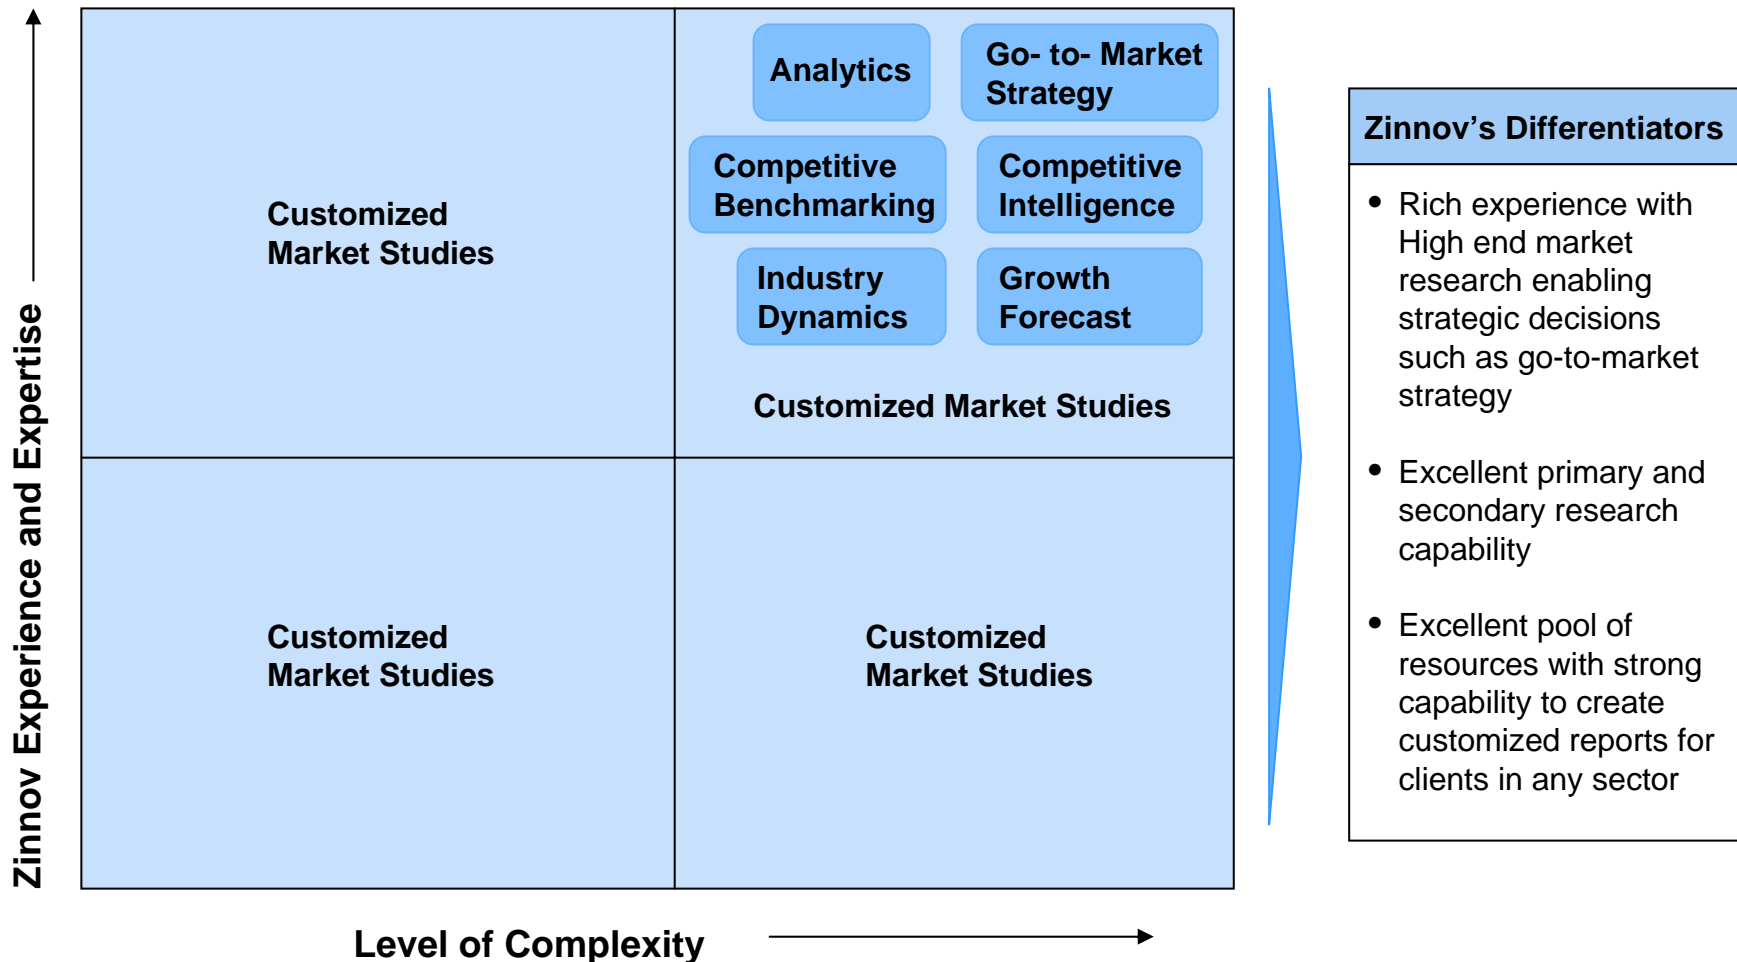 Zinnov Experience and Expertise
Customized
Market Studies
Analytics
Go- to- Market
Strategy
Competitive
Benchmarking
Competitive
Intelligence
Industry
Dynamics
Growth
Forecast
Customized Market Studies
Customized
Market Studies
Customized
Market Studies
Level of Complexity
Zinnov’s Differentiators
• Rich experience with
High end market
research enabling
strategic decisions
such as go-to-market
strategy
• Excellent primary and
secondary research
capability
• Excellent pool of
resources with strong
capability to create
customized reports for
clients in any sector